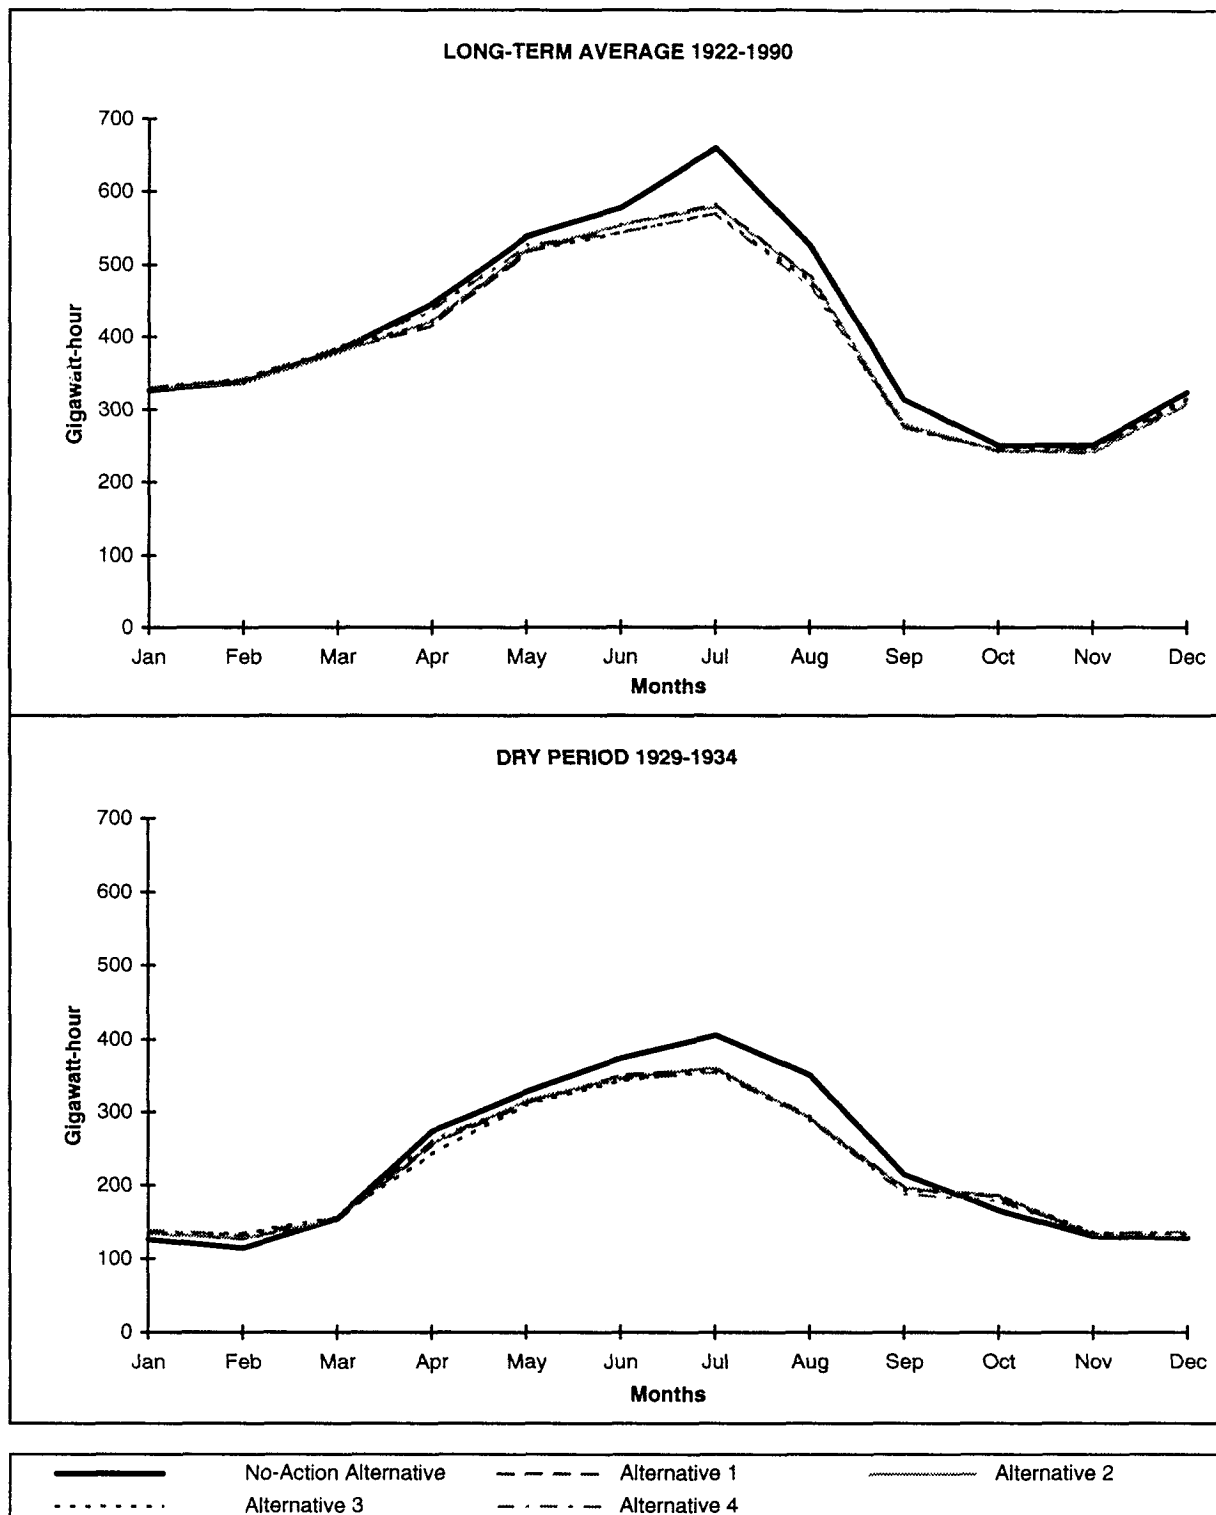 LONG-TERM AVERAGE 1922-1990
700
600
500
400
300
200
100
0
Gigawatt-hour
Jan Feb Mar Apr May Jun Jul Aug Sep Oct Nov Dec
Months
DRY PERIOD 1929-1934
700
600
500
400
300
200
100
0
Gigawatt-hour
Jan Feb Mar Apr May Jun Jul Aug Sep Oct Nov Dec
Months
No-Action Alternative Alternative 1 Alternative 2
Alternative 3 Alternative 4